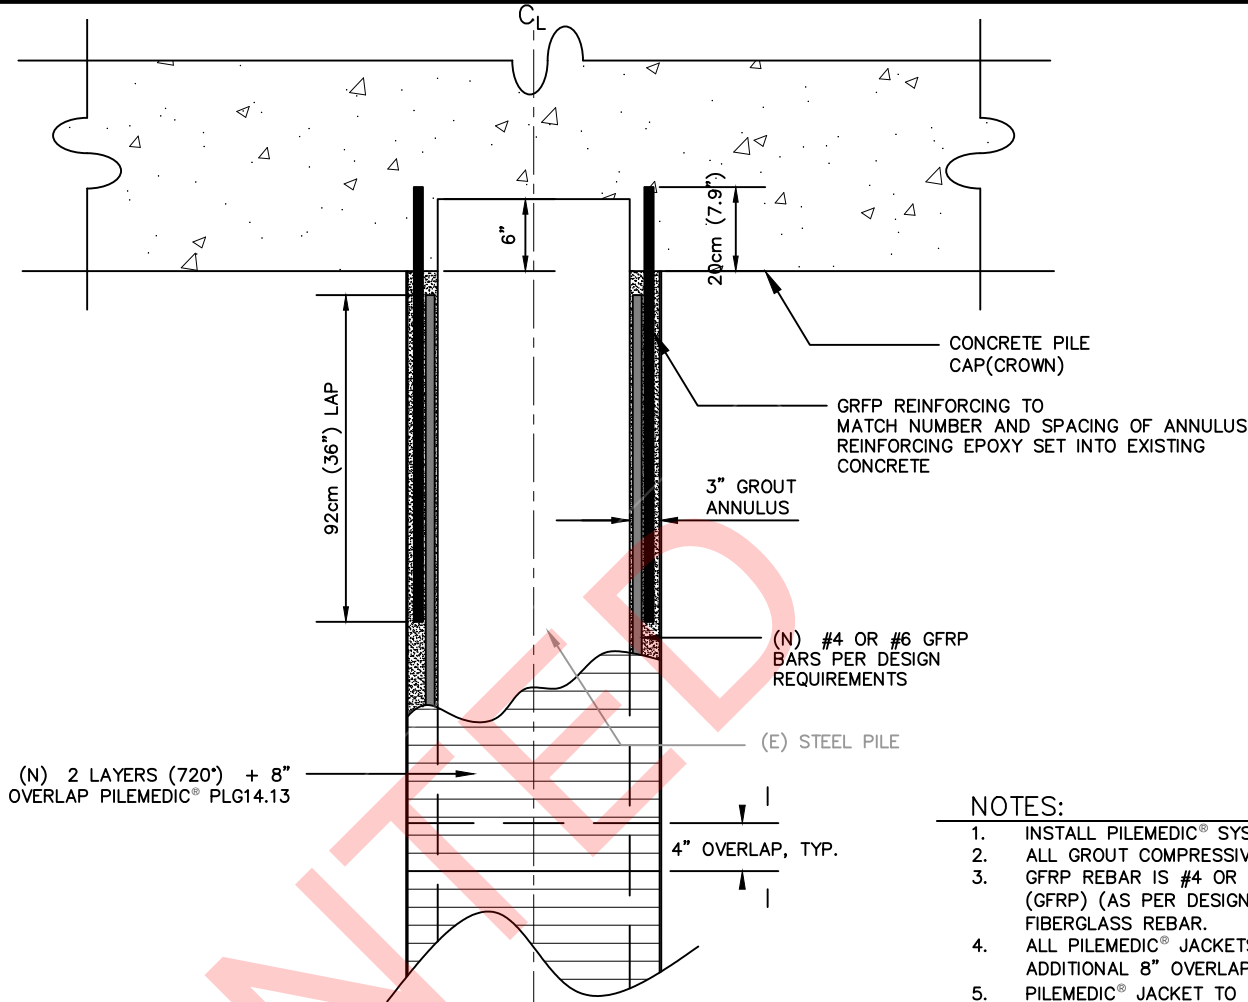 CL
6”
20cm (7.9”)
CONCRETE PILE
CAP(CROWN)
GRFP REINFORCING TO
MATCH NUMBER AND SPACING OF ANNULUS
REINFORCING EPOXY SET INTO EXISTING
CONCRETE
92cm (36”) LAP
3” GROUT
ANNULUS
(N) #4 OR #6 GFRP
BARS PER DESIGN
REQUIREMENTS
(E) STEEL PILE
(N) 2 LAYERS (720°) + 8”
OVERLAP PILEMEDIC® PLG14.13
4” OVERLAP, TYP.
NOTES:
1. INSTALL PILEMEDIC® SYS
2. ALL GROUT COMPRESSIV
3. GFRP REBAR IS #4 OR
(GFRP) (AS PER DESIGN
FIBERGLASS REBAR.
4. ALL PILEMEDIC® JACKETS
ADDITIONAL 8” OVERLAP
5. PILEMEDIC® JACKET TO
NTED